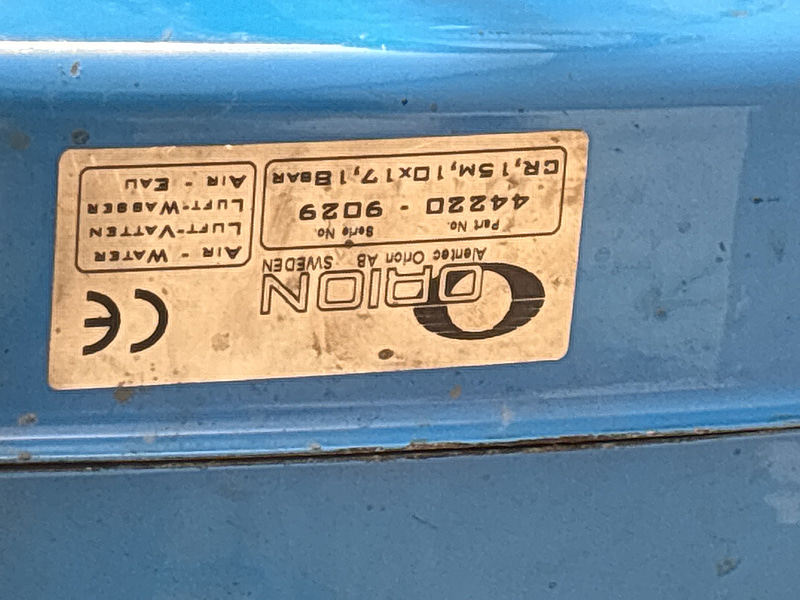 ORION
Alentec Orion AB SWEDEN
Part No. Serie No.
44220 - 9029
CR,15M,10x17,18BAR
AIR - WATER
LUFT-VATTEN
LUFT-WASSER
AIR - EAU
CE